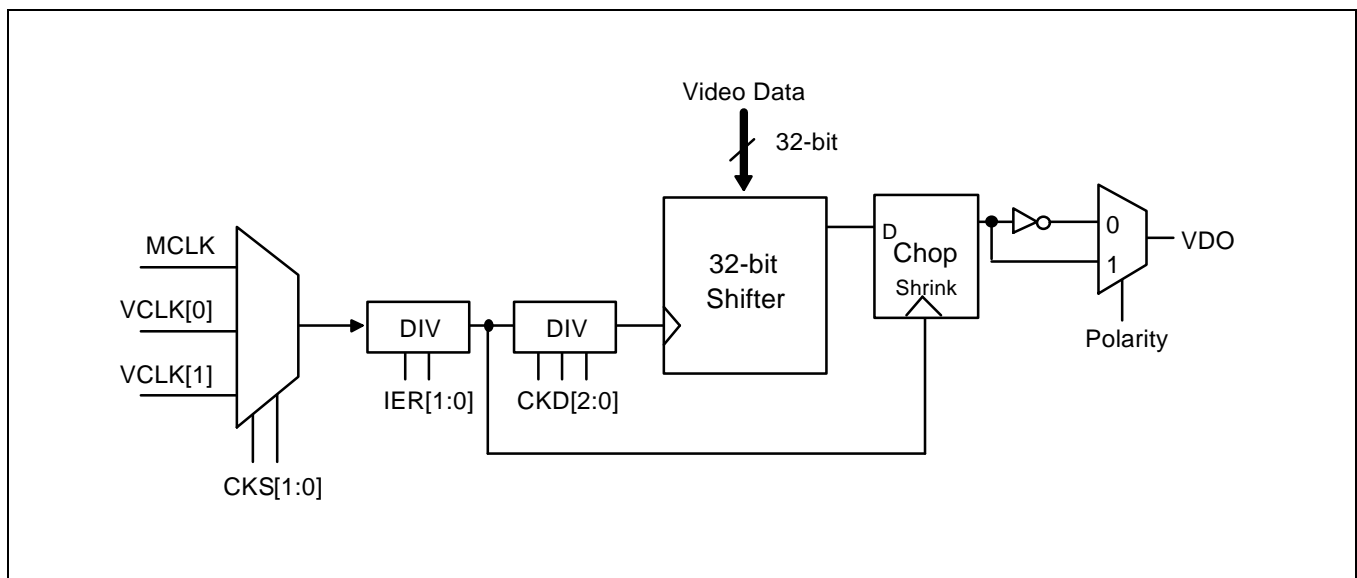 Video Data
32-bit
MCLK
VCLK[0]
VCLK[1]
CKS[1:0]
DIV
IER[1:0]
DIV
CKD[2:0]
32-bit
Shifter
D
Chop
Shrink
0
1
VDO
Polarity